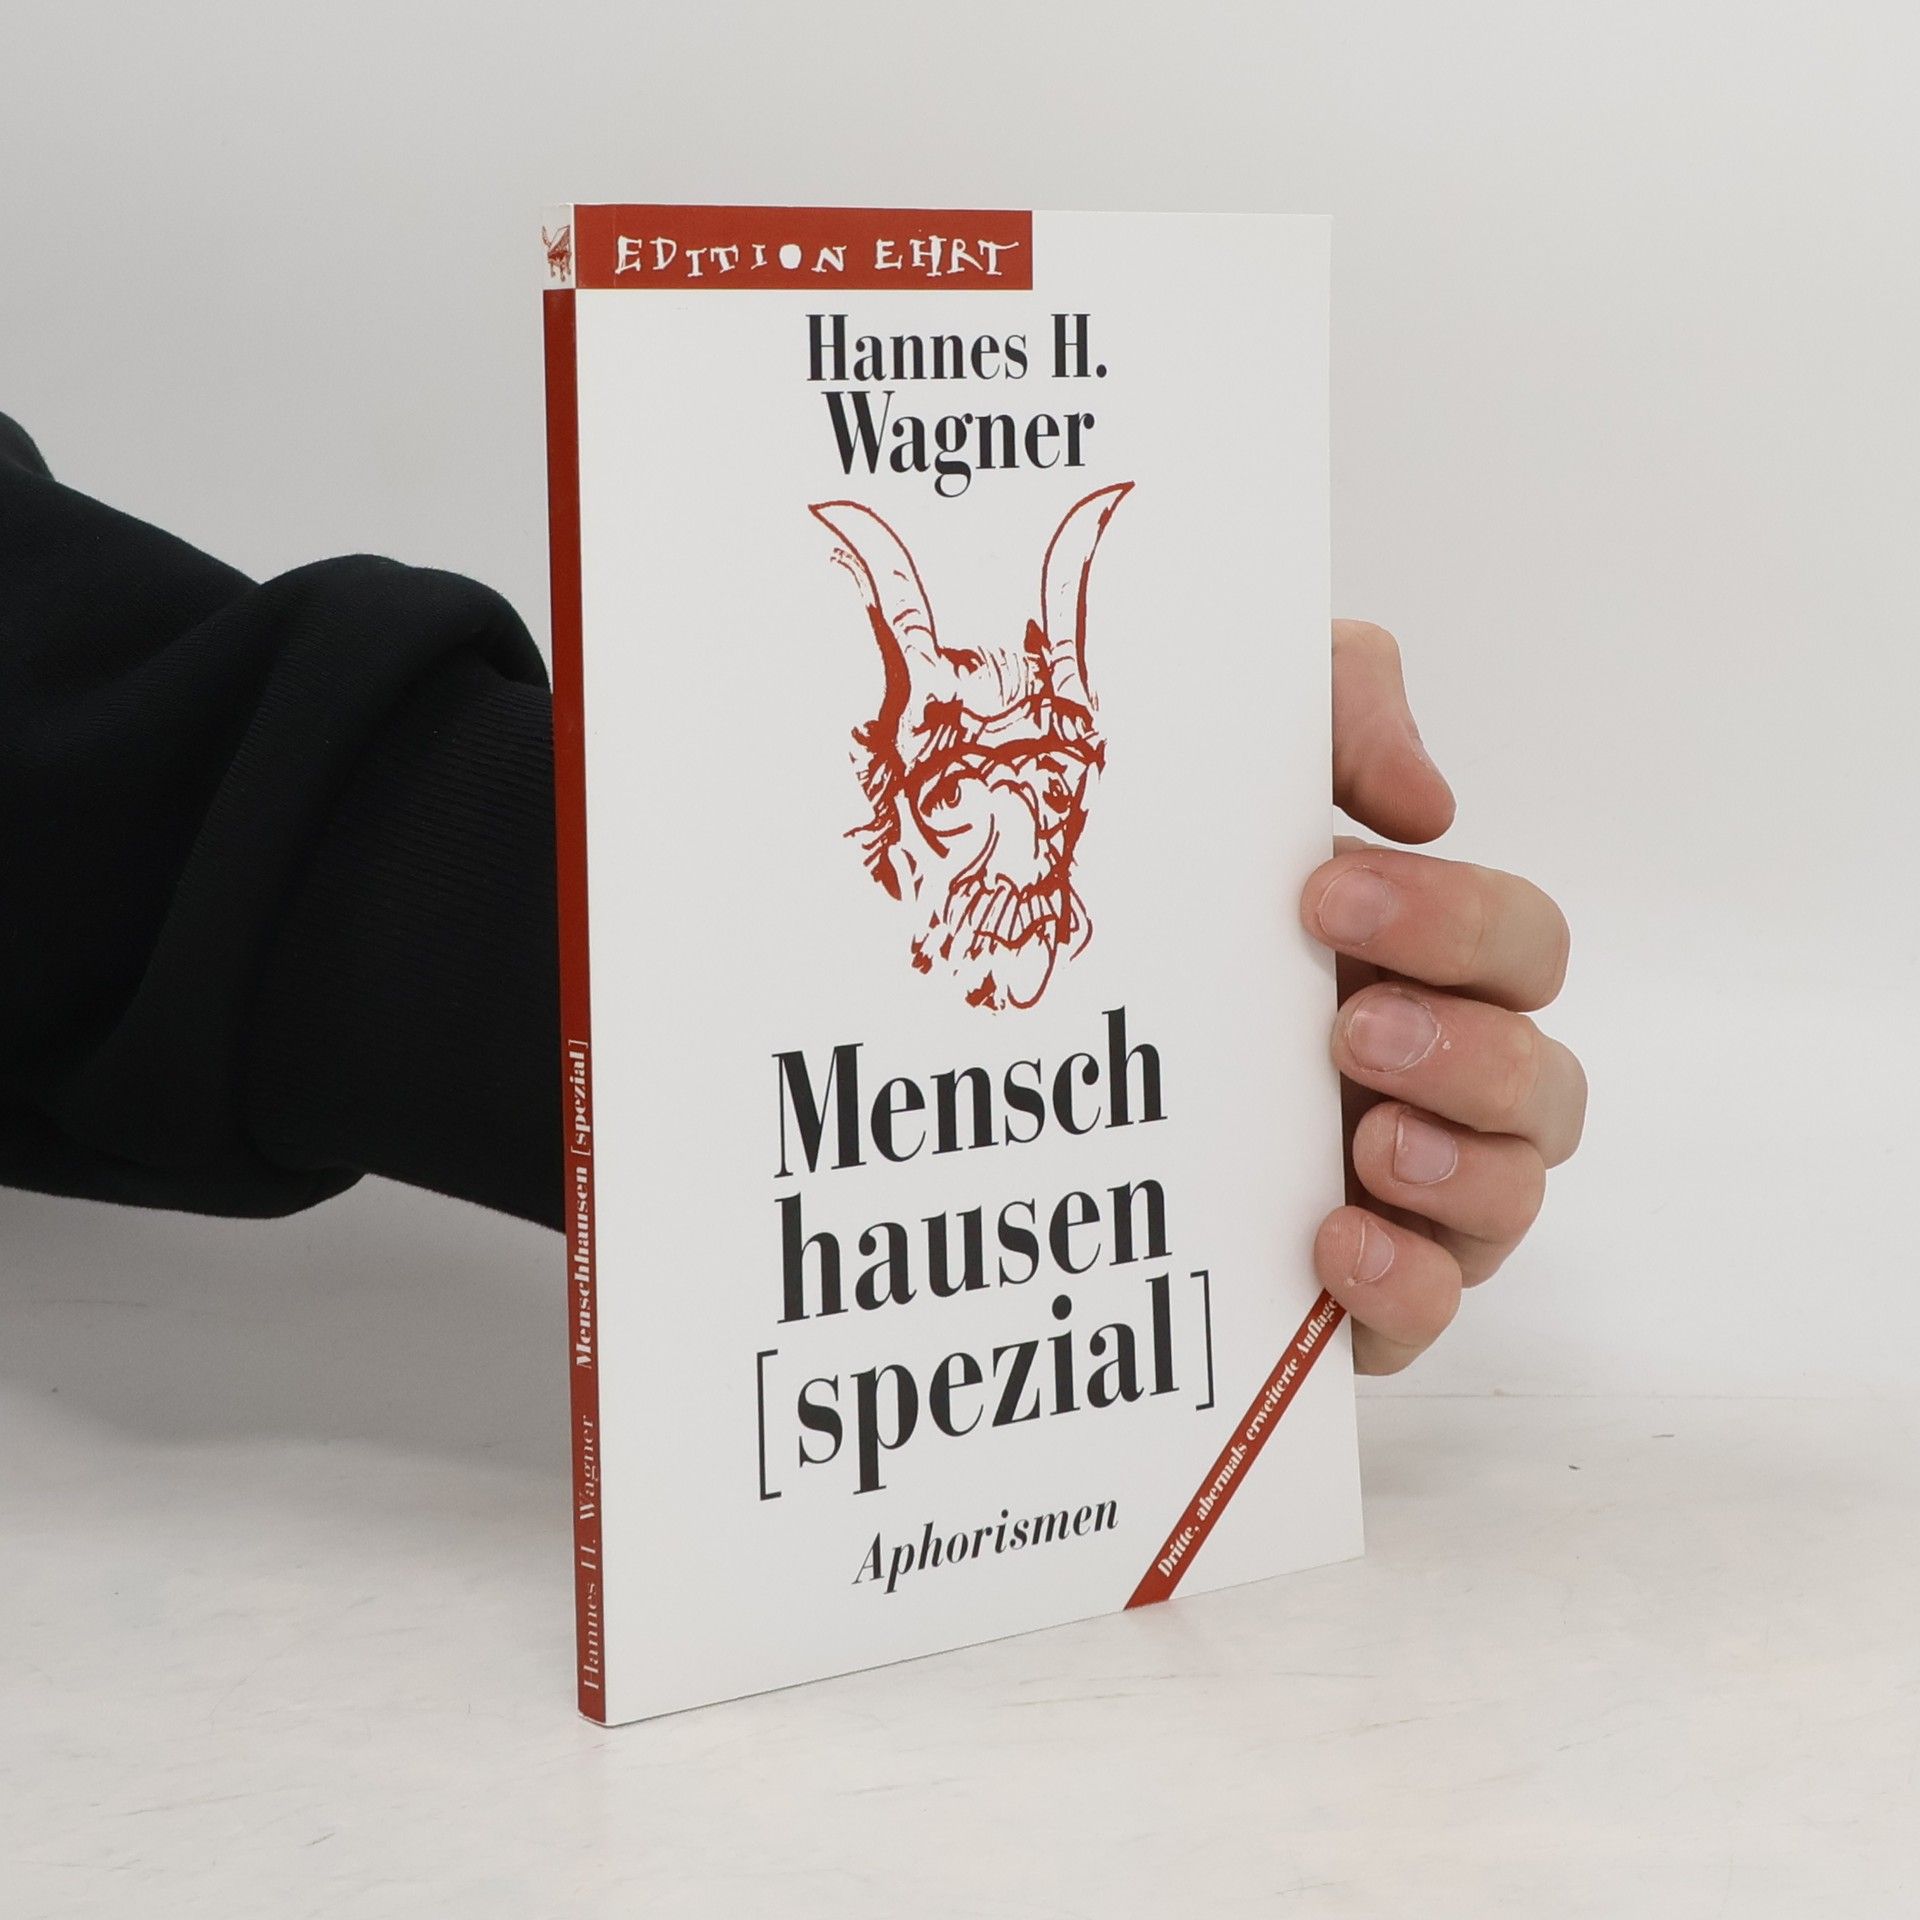 EDITION EHRT
Hannes H.
Wagner
Mensch
hausen
[spezial]
Aphorismen
Dritte, abermals erweiterte Auflage
Hannes H. Wagner Menschhausen [spezial]